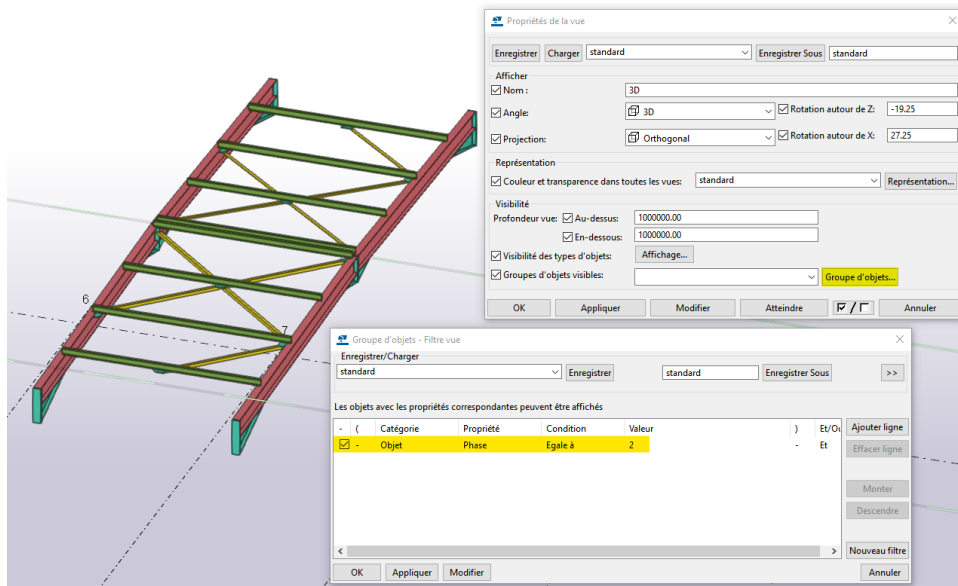 Propriétés de la vue
Enregistrer Charger standard Enregistrer Sous standard
Afficher
Nom : 3D
Angle: 3D Rotation autour de Z: -19.25
Projection: Orthogonal Rotation autour de X: 27.25
Représentation
Couleur et transparence dans toutes les vues: standard Représentation...
Visibilité
Profondeur vue: Au-dessus: 1000000.00
En-dessous: 1000000.00
Visibilité des types d'objets: Affichage...
Groupes d'objets visibles: Groupe d'objets...
OK Appliquer Modifier Atteindre / Annuler
6
7
Groupe d'objets - Filtre vue
Enregistrer/Charger
standard Enregistrer standard Enregistrer Sous >>
Les objets avec les propriétés correspondantes peuvent être affichés
- ( Catégorie Propriété Condition Valeur ) Et/Ou Ajouter ligne
- Objet Phase Egale à 2 - Et
Effacer ligne
Monter
Descendre
Nouveau filtre
OK Appliquer Modifier Annuler